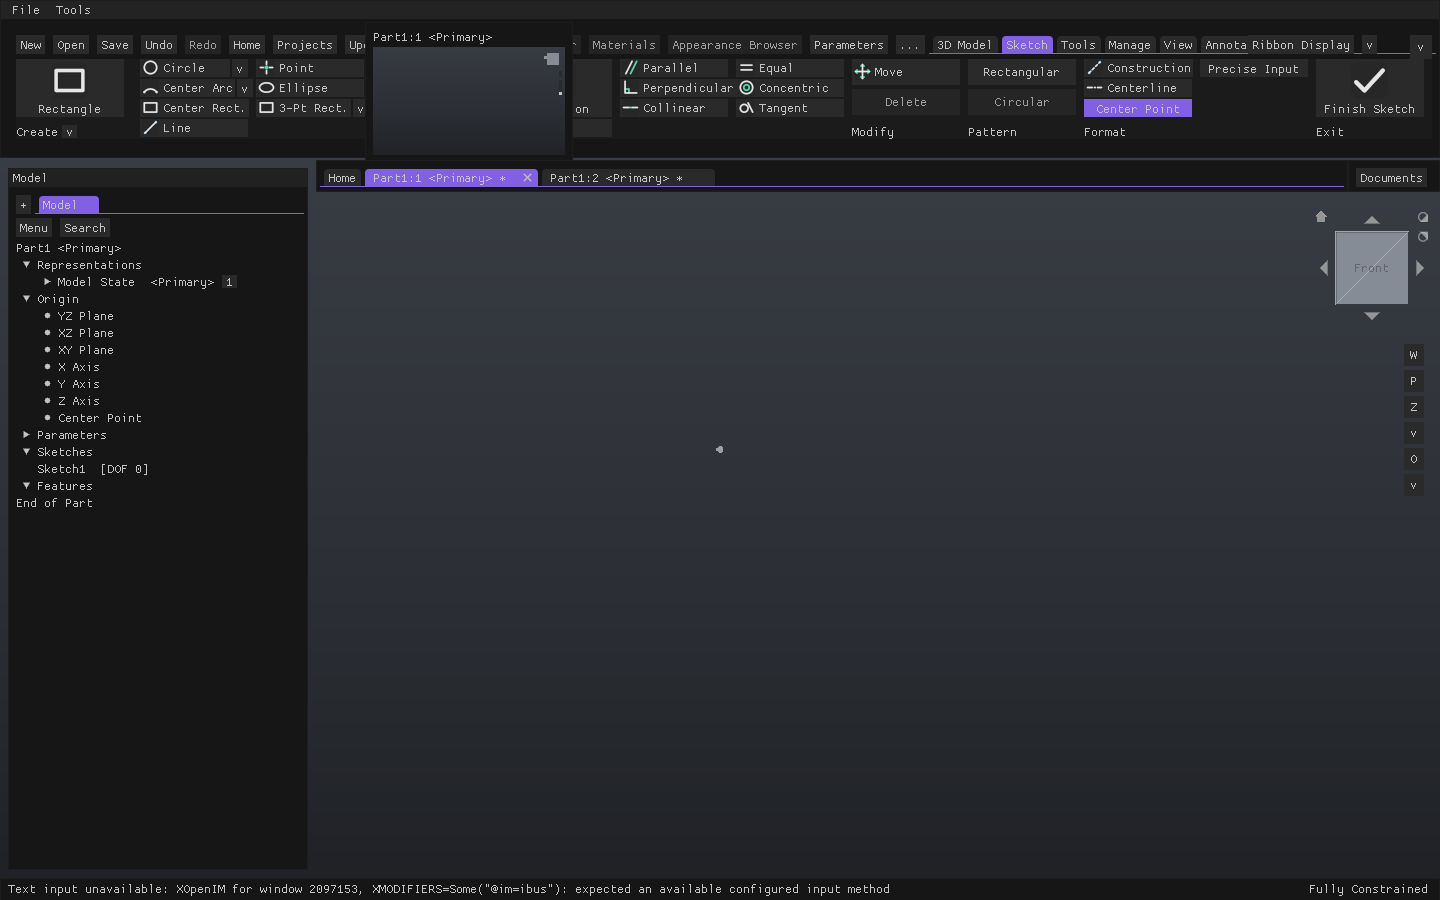 File Tools
Part1:1 <Primary>
New Open Save Undo Redo Home Projects Materials Appearance Browser Parameters ... 3D Model Sketch Tools Manage View Annota Ribbon Display v v
Circle v Point Parallel Equal Move Rectangular Construction Precise Input
Center Arc v Ellipse Perpendicular Concentric Centerline
Rectangle Center Rect. 3-Pt Rect. v on Collinear Tangent Delete Circular Center Point Finish Sketch
Line
Create v Modify Pattern Format Exit
Model
Home Part1:1 <Primary> * Part1:2 <Primary> * Documents
+ Model
Menu Search
Part1 <Primary>
Representations
Model State <Primary> 1
Origin
YZ Plane
XZ Plane
XY Plane
X Axis
Y Axis
Z Axis
Center Point
Parameters
Sketches
Sketch1 [DOF 0]
Features
End of Part
Front
W
P
Z
v
O
v
Text input unavailable: XOpenIM for window 2097153, XMODIFIERS=Some("@im=ibus"): expected an available configured input method
Fully Constrained